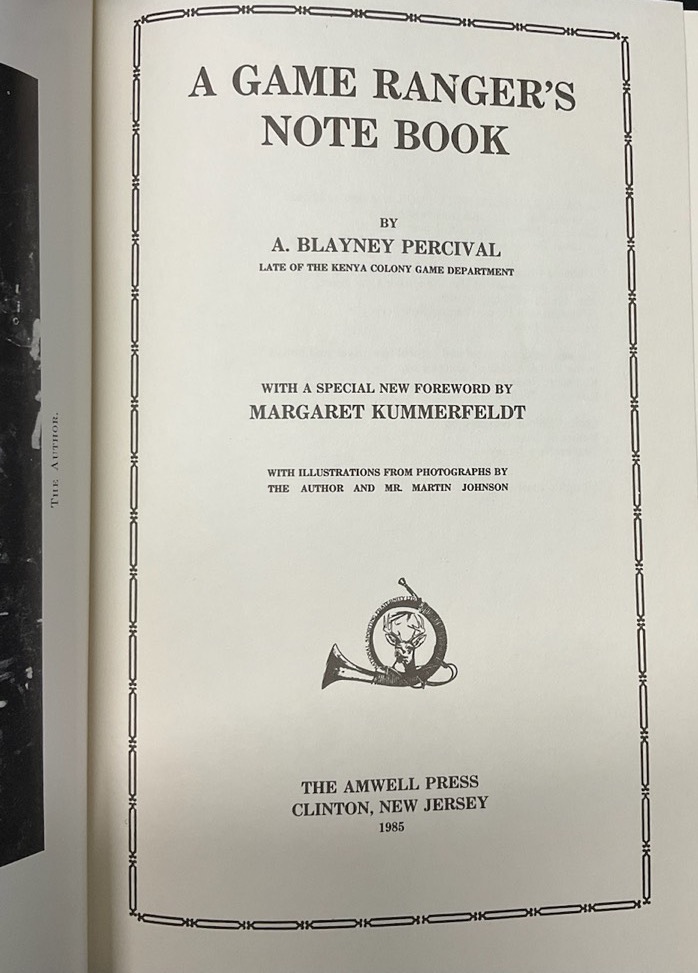 THE AUTHOR.
A GAME RANGER'S
NOTE BOOK
BY
A. BLAYNEY PERCIVAL
LATE OF THE KENYA COLONY GAME DEPARTMENT
WITH A SPECIAL NEW FOREWORD BY
MARGARET KUMMERFELDT
WITH ILLUSTRATIONS FROM PHOTOGRAPHS BY
THE AUTHOR AND MR. MARTIN JOHNSON
THE AMWELL PRESS
CLINTON, NEW JERSEY
1985